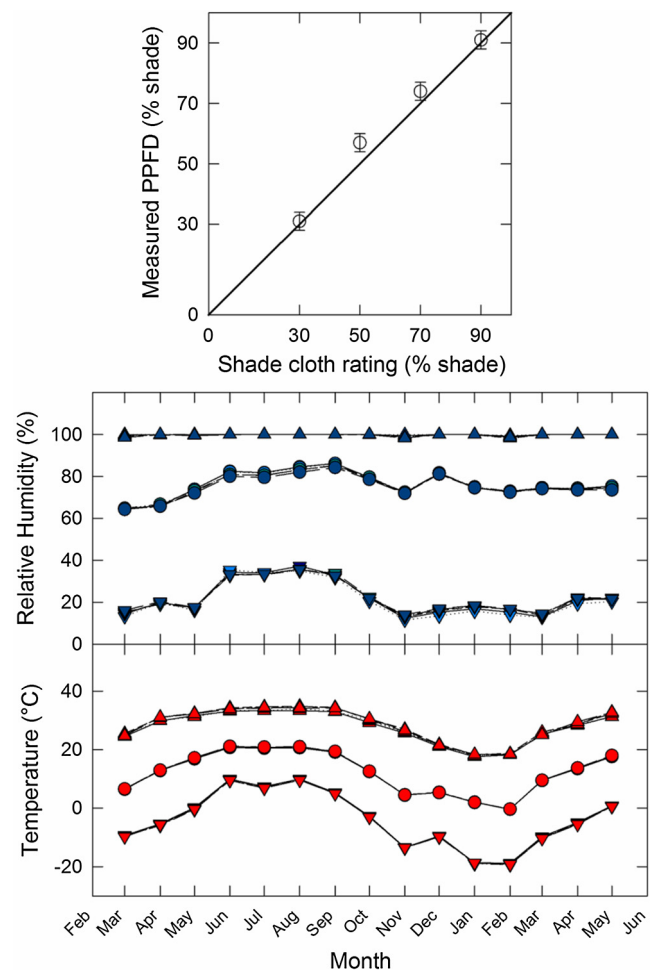 Measured PPFD (% shade)
90
70
50
30
0
0 30 50 70 90
Shade cloth rating (% shade)
Relative Humidity (%)
100
80
60
40
20
0
Temperature (°C)
40
20
0
-20
Feb Mar Apr May Jun Jul Aug Sep Oct Nov Dec Jan Feb Mar Apr May Jun
Month